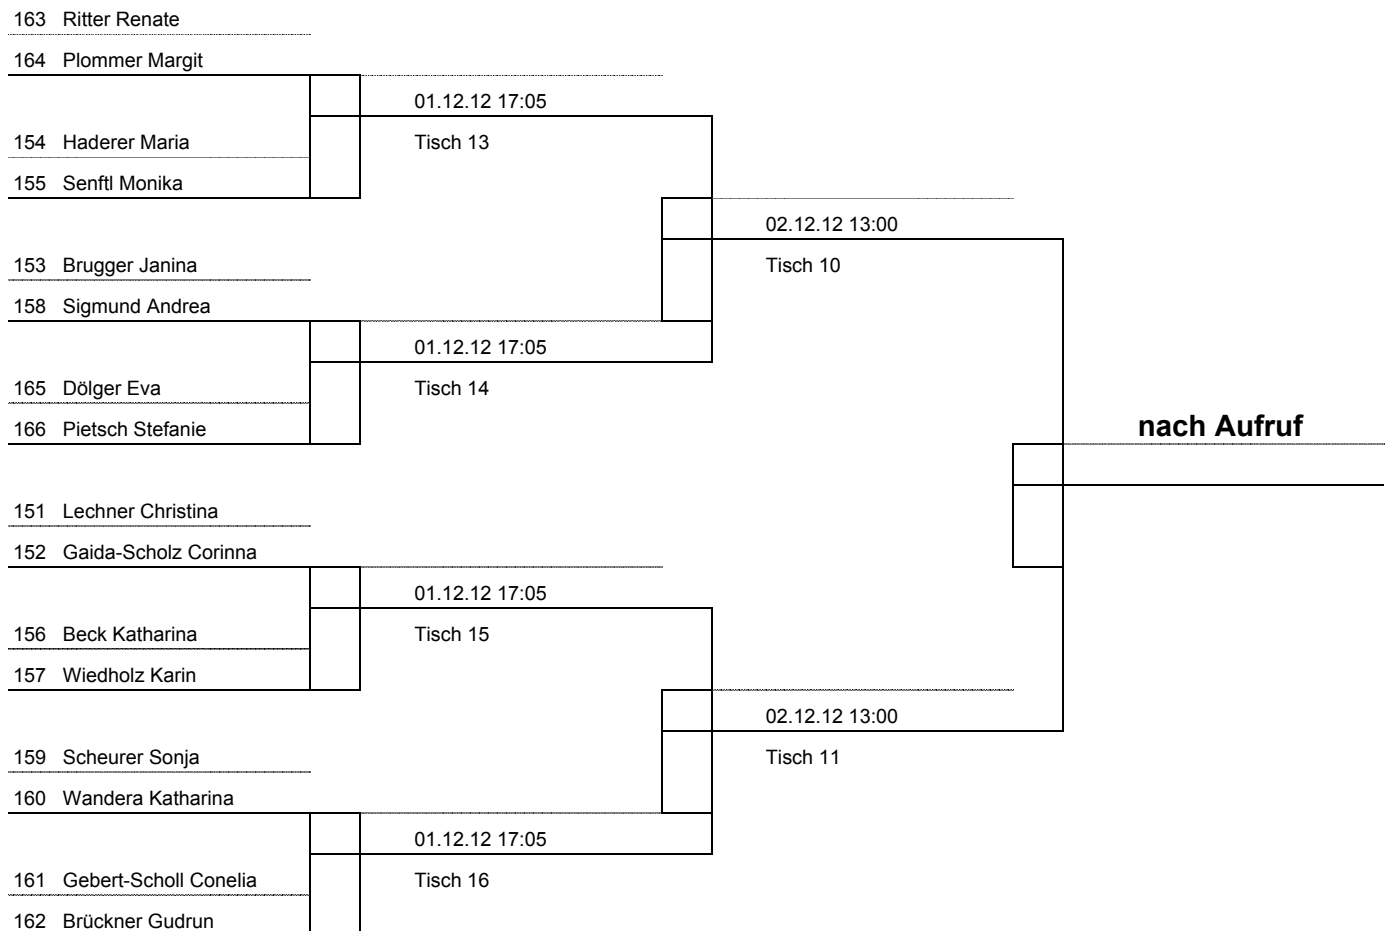 163 Ritter Renate
164 Plommer Margit
01.12.12 17:05
154 Haderer Maria
Tisch 13
155 Senftl Monika
02.12.12 13:00
153 Brugger Janina
Tisch 10
158 Sigmund Andrea
01.12.12 17:05
165 Dölger Eva
Tisch 14
166 Pietsch Stefanie
nach Aufruf
151 Lechner Christina
152 Gaida-Scholz Corinna
01.12.12 17:05
156 Beck Katharina
Tisch 15
157 Wiedholz Karin
02.12.12 13:00
159 Scheurer Sonja
Tisch 11
160 Wandera Katharina
01.12.12 17:05
161 Gebert-Scholl Conelia
Tisch 16
162 Brückner Gudrun